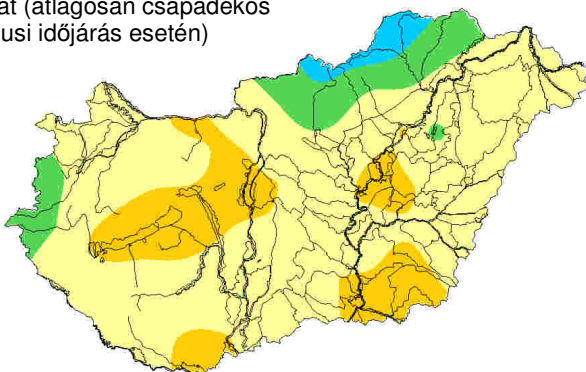 at (átlagosan csapadékos
usi időjárás esetén)